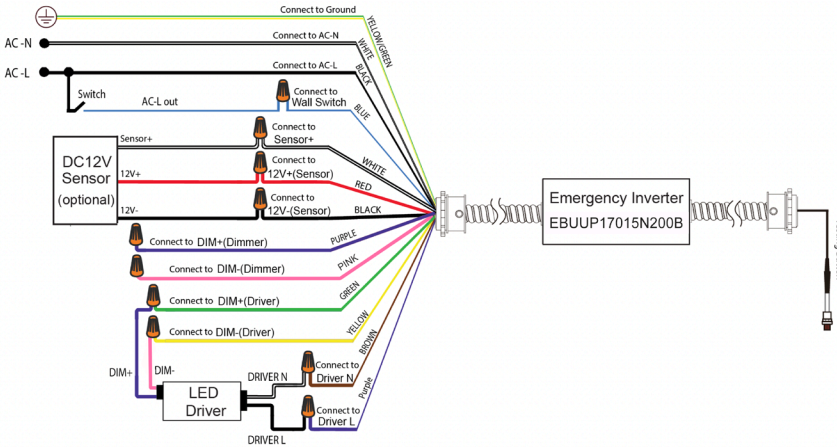 Connect to Ground
YELLOW/GREEN
AC-N
Connect to AC-N
WHITE
AC-L
Connect to AC-L
BLACK
Switch
AC-L out
Connect to
Wall Switch
BLUE
DC12V
Sensor
(optional)
Sensor+
Connect to
Sensor+
WHITE
12V+
Connect to
12V+(Sensor)
RED
12V-
Connect to
12V-(Sensor)
BLACK
Emergency Inverter
EBUUP17015N200B
Connect to DIM+(Dimmer)
PURPLE
Connect to DIM-(Dimmer)
PINK
Connect to DIM+(Driver)
GREEN
Connect to DIM-(Driver)
YELLOW
DIM+
DIM-
LED
Driver
DRIVER N
Connect to
Driver N
BROWN
DRIVER L
Connect to
Driver L
Purple